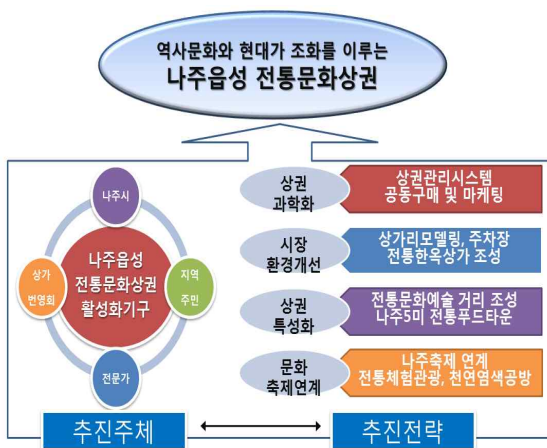 역사문화와 현대가 조화를 이루는
나주읍성 전통문화상권
나주시
상가
번영회
나주읍성
전통문화상권
활성화기구
지역
주민
전문가
추진주체
상권
과학화
상권관리시스템
공동구매 및 마케팅
시장
환경개선
상가리모델링, 주차장
전통한옥상가 조성
상권
특성화
전통문화예술 거리 조성
나주5미 전통푸드타운
문화
축제연계
나주축제 연계
전통체험관광, 천연염색공방
추진전략